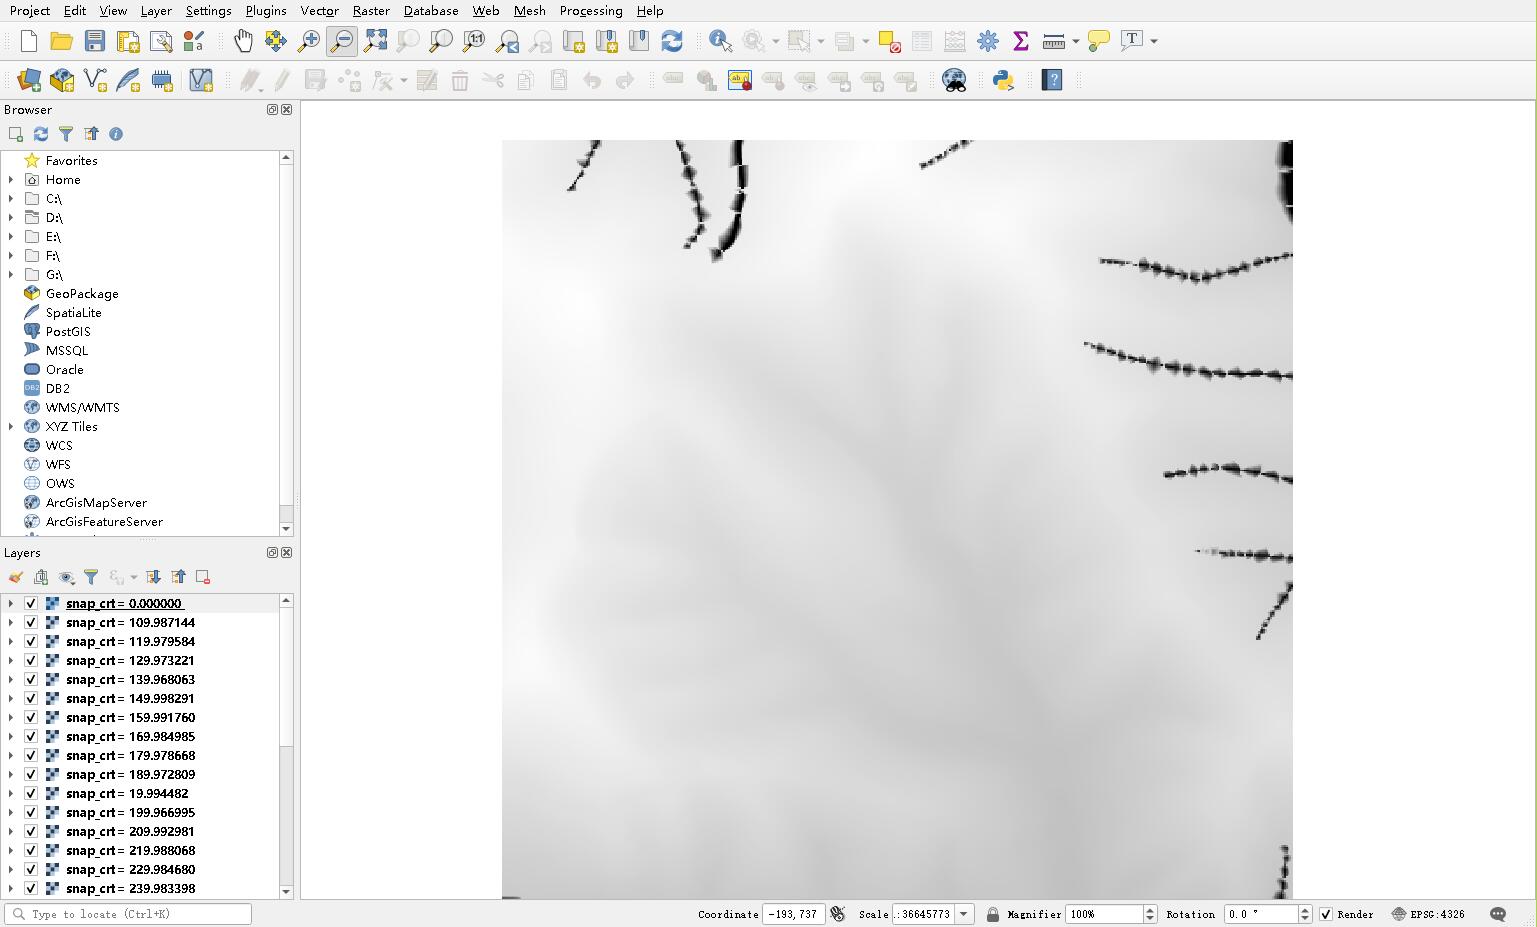 Project Edit View Layer Settings Plugins Vector Raster Database Web Mesh Processing Help
Browser
Favorites
Home
C:\
D:\
E:\
F:\
G:\
GeoPackage
SpatiaLite
PostGIS
MSSQL
Oracle
DB2
WMS/WMTS
XYZ Tiles
WCS
WFS
OWS
ArcGisMapServer
ArcGisFeatureServer
Layers
snap_crt = 0.000000
snap_crt = 109.987144
snap_crt = 119.979584
snap_crt = 129.973221
snap_crt = 139.968063
snap_crt = 149.998291
snap_crt = 159.991760
snap_crt = 169.984985
snap_crt = 179.978668
snap_crt = 189.972809
snap_crt = 19.994482
snap_crt = 199.966995
snap_crt = 209.992981
snap_crt = 219.988068
snap_crt = 229.984680
snap_crt = 239.983398
Type to locate (Ctrl+K) Coordinate -193,737 Scale .:36645773 Magnifier 100% Rotation 0.0 ° Render EPSG:4326